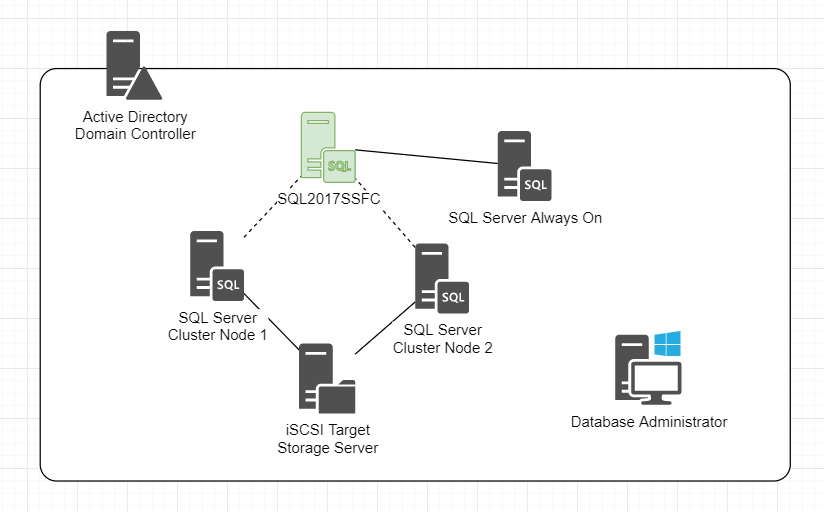 Active Directory
Domain Controller
SQL
SQL2017SSFC
SQL
SQL Server Always On
SQL
SQL Server
Cluster Node 1
SQL
SQL Server
Cluster Node 2
iSCSI Target
Storage Server
Database Administrator